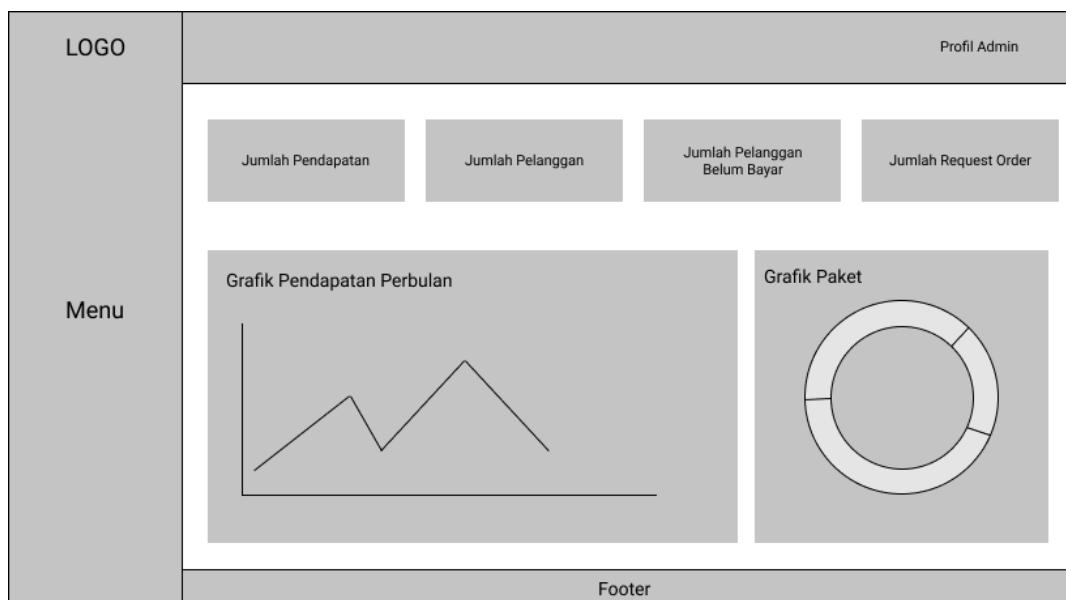 LOGO
Profil Admin
Jumlah Pendapatan
Jumlah Pelanggan
Jumlah Pelanggan
Belum Bayar
Jumlah Request Order
Menu
Grafik Pendapatan Perbulan
Grafik Paket
Footer